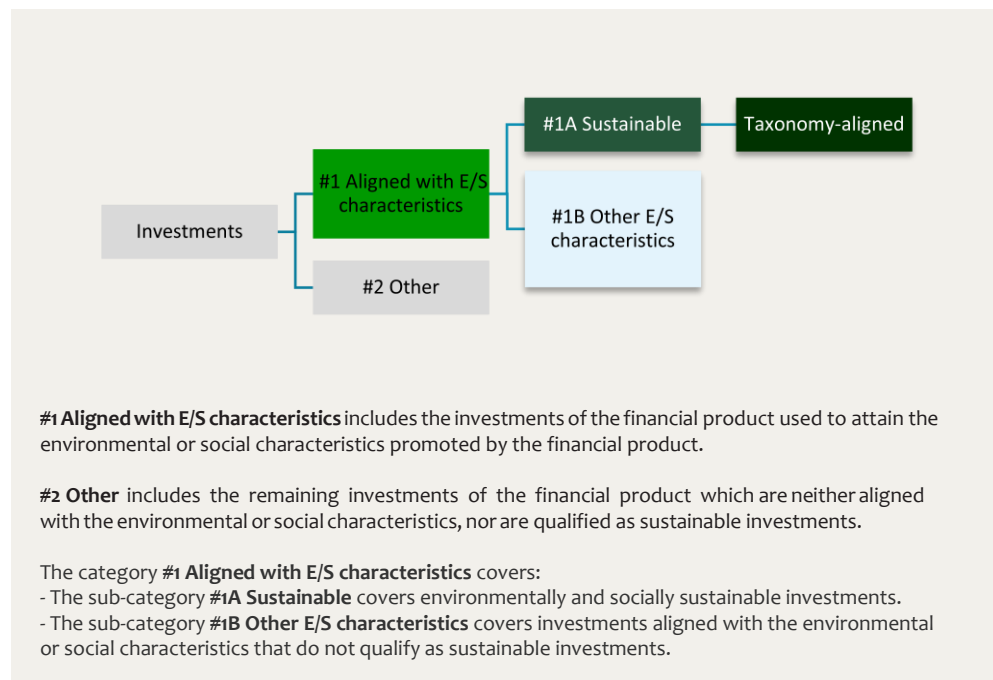 #1A Sustainable
Taxonomy-aligned
#1 Aligned with E/S
characteristics
#1B Other E/S
characteristics
Investments
#2 Other
#1 Aligned with E/S characteristics includes the investments of the financial product used to attain the
environmental or social characteristics promoted by the financial product.
#2 Other includes the remaining investments of the financial product which are neither aligned
with the environmental or social characteristics, nor are qualified as sustainable investments.
The category #1 Aligned with E/S characteristics covers:
- The sub-category #1A Sustainable covers environmentally and socially sustainable investments.
- The sub-category #1B Other E/S characteristics covers investments aligned with the environmental
or social characteristics that do not qualify as sustainable investments.